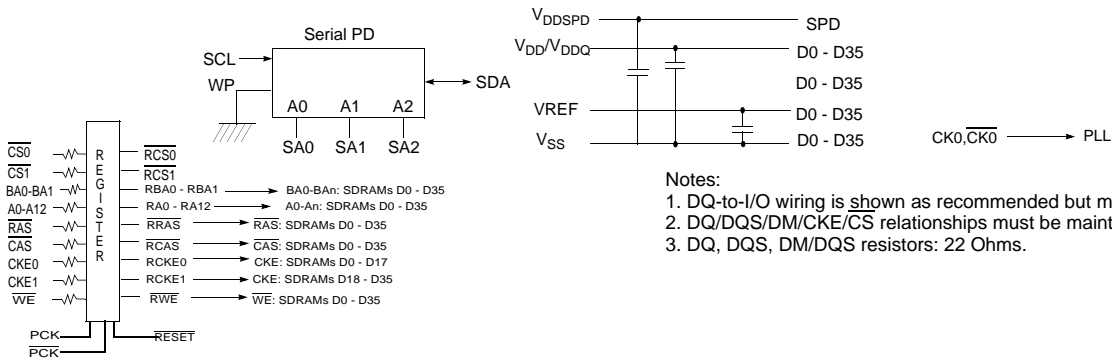 Serial PD
SCL
WP
A0 A1 A2
SA0 SA1 SA2
SDA
VDDSPD SPD
VDD/VDDQ D0 - D35
D0 - D35
VREF D0 - D35
VSS D0 - D35
CK0,CK0 PLL
CS0 RCS0
CS1 RCS1
BA0-BA1 RBA0 - RBA1 BA0-BAn: SDRAMs D0 - D35
A0-A12 RA0 - RA12 A0-An: SDRAMs D0 - D35
RAS RRAS RAS: SDRAMs D0 - D35
CAS RCAS CAS: SDRAMs D0 - D35
CKE0 RCKE0 CKE: SDRAMs D0 - D17
CKE1 RCKE1 CKE: SDRAMs D18 - D35
WE RWE WE: SDRAMs D0 - D35
REGISTER
PCK
PCK
RESET
Notes:
1. DQ-to-I/O wiring is shown as recommended but m
2. DQ/DQS/DM/CKE/CS relationships must be maint
3. DQ, DQS, DM/DQS resistors: 22 Ohms.